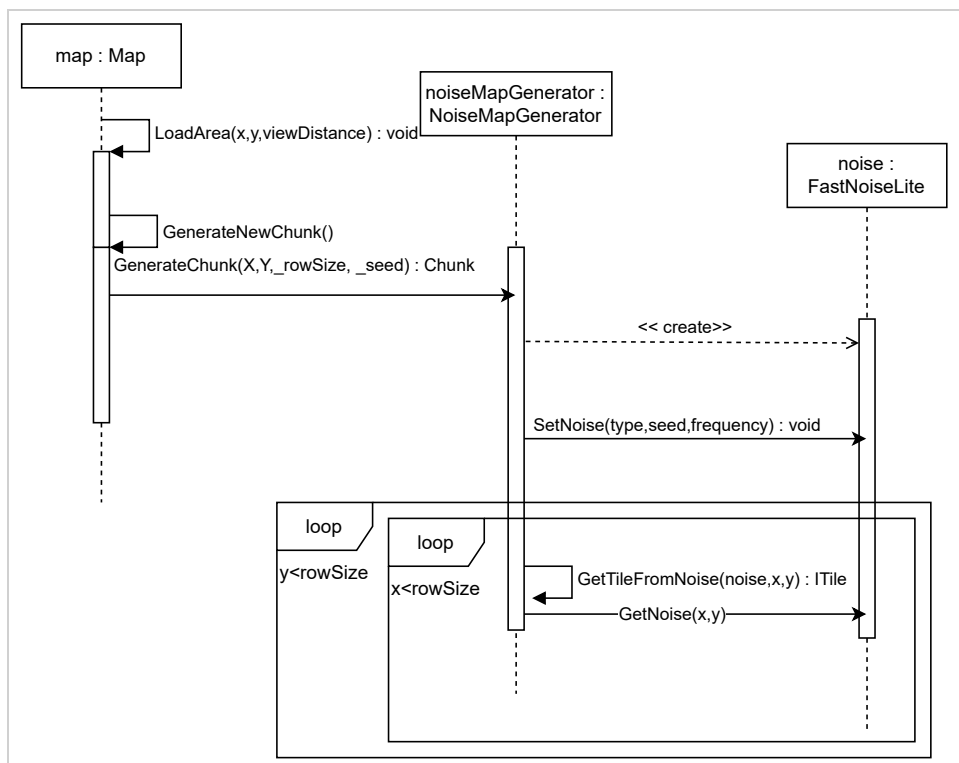 map : Map
noiseMapGenerator :
NoiseMapGenerator
LoadArea(x,y,viewDistance) : void
noise :
FastNoiseLite
GenerateNewChunk()
GenerateChunk(X,Y,_rowSize, _seed) : Chunk
<< create>>
SetNoise(type,seed,frequency) : void
loop
loop
y<rowSize
x<rowSize
GetTileFromNoise(noise,x,y) : ITile
GetNoise(x,y)